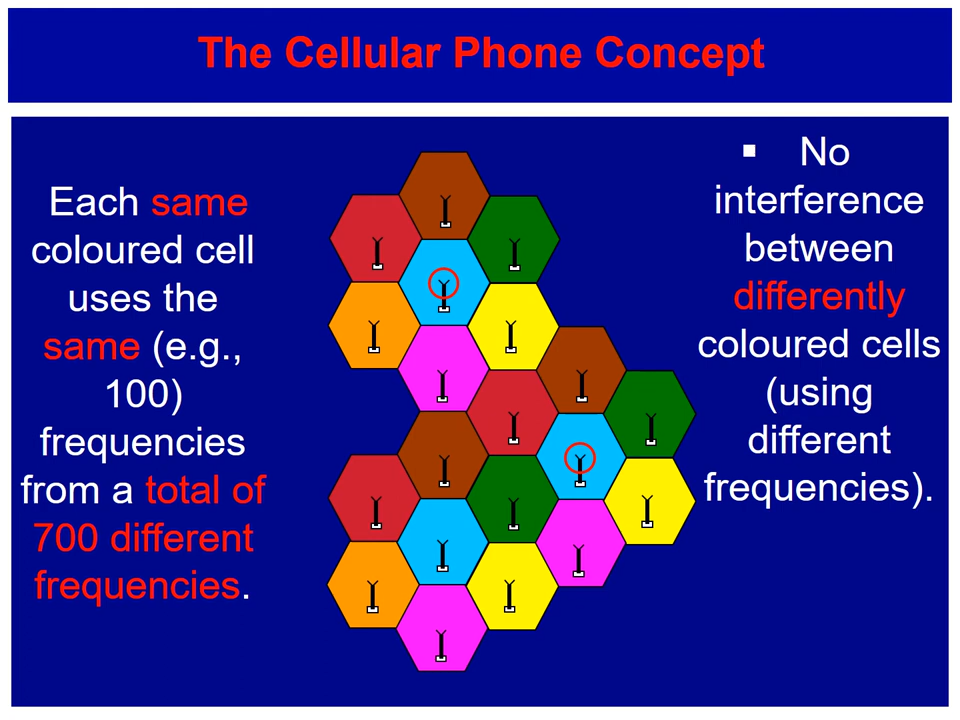 The Cellular Phone Concept
Each same
coloured cell
uses the
same (e.g.,
100)
frequencies
from a total of
700 different
frequencies.
▪ No
interference
between
differently
coloured cells
(using
different
frequencies).